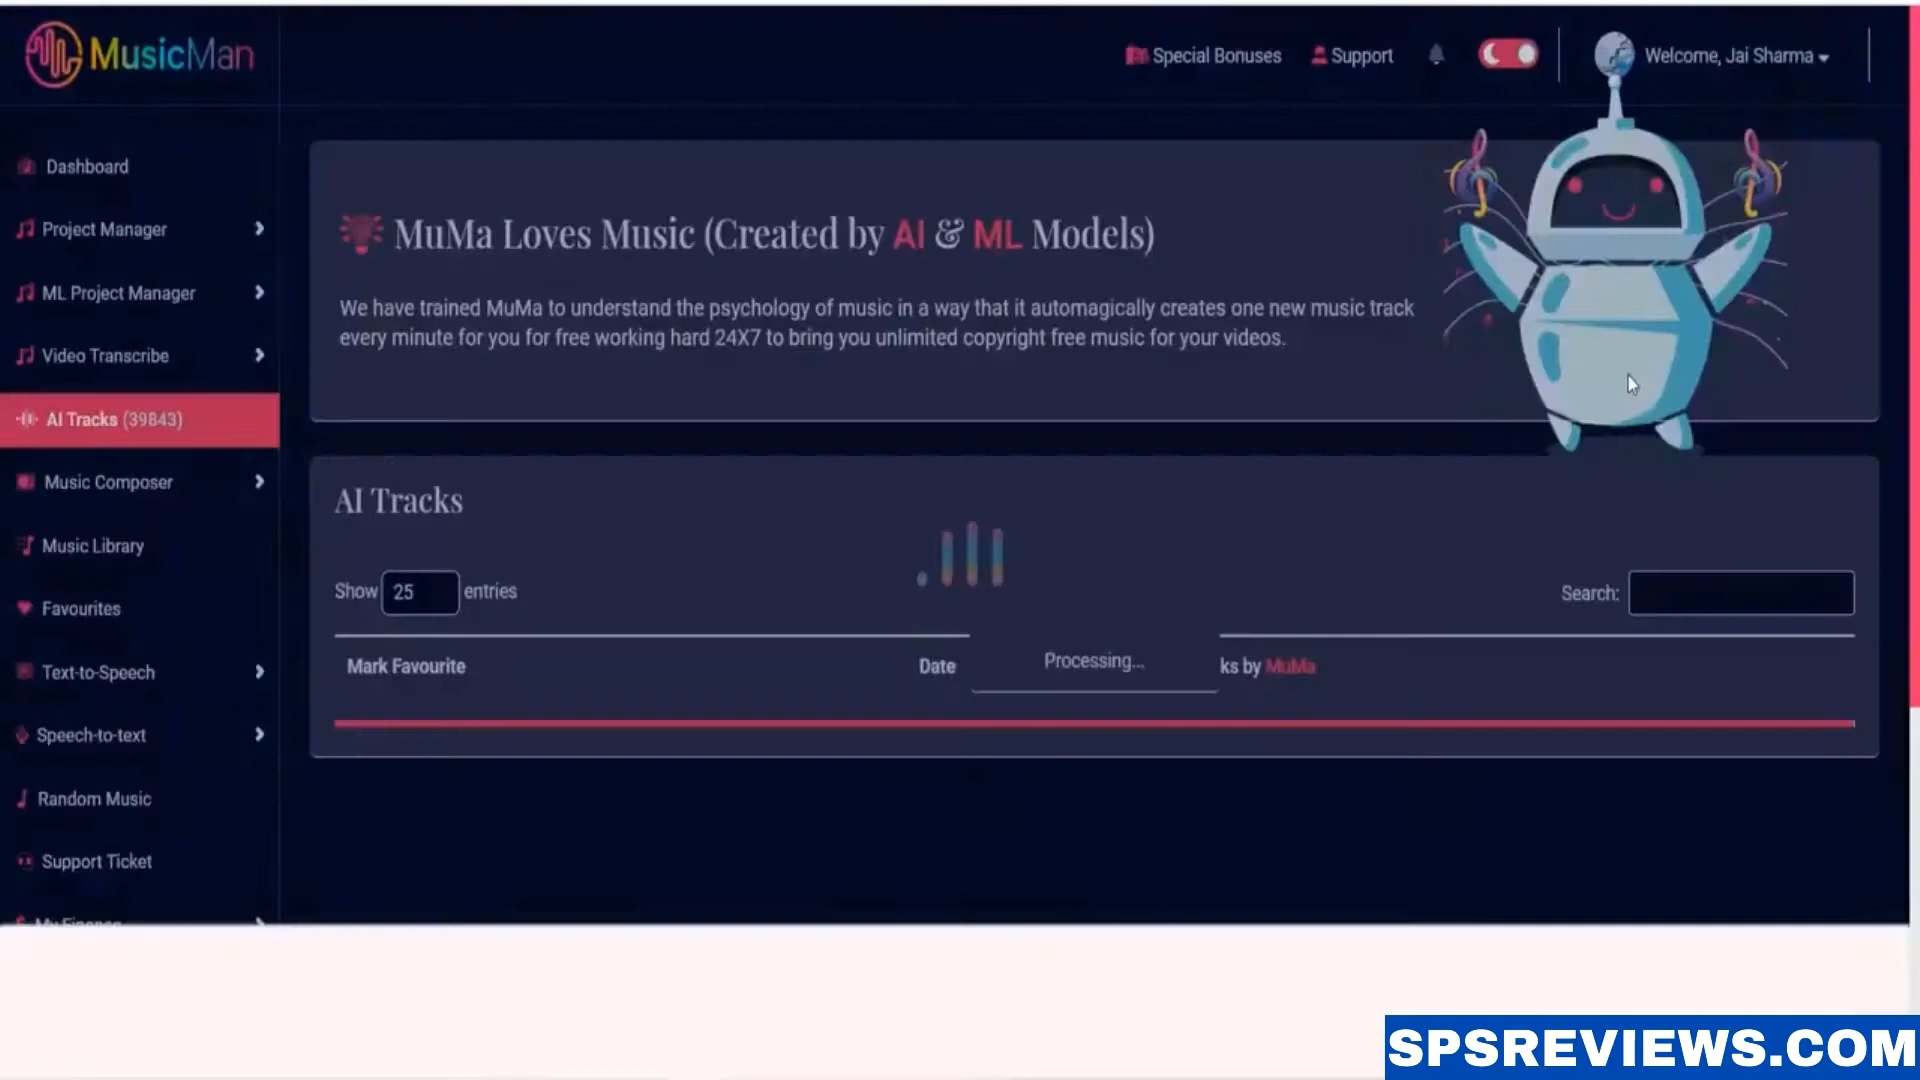 MusicMan
Special Bonuses
Support
Welcome, Jai Sharma
Dashboard
Project Manager
ML Project Manager
Video Transcribe
AI Tracks (39843)
Music Composer
Music Library
Favourites
Text-to-Speech
Speech-to-text
Random Music
Support Ticket
My Finance
MuMa Loves Music (Created by AI & ML Models)
We have trained MuMa to understand the psychology of music in a way that it automagically creates one new music track
every minute for you for free working hard 24X7 to bring you unlimited copyright free music for your videos.
AI Tracks
Show 25 entries
Search:
Mark Favourite
Date
Processing...
ks by MuMa
SPSREVIEWS.COM